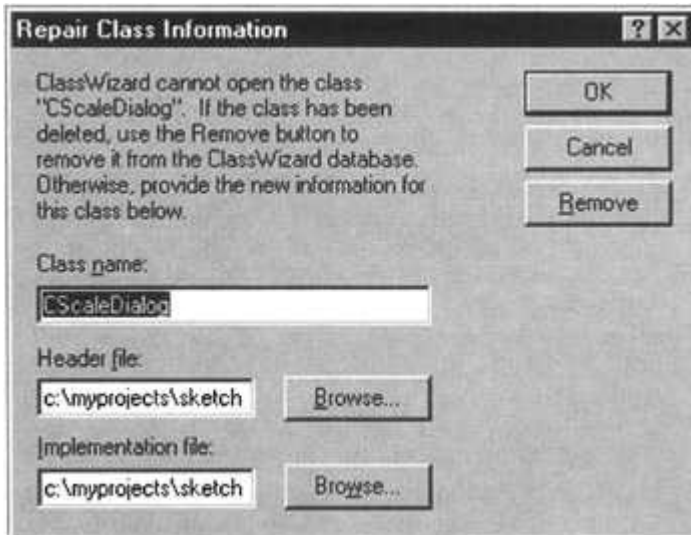 Repair Class Information
ClassWizard cannot open the class
"CScaleDialog". If the class has been
deleted, use the Remove button to
remove it from the ClassWizard database.
Otherwise, provide the new information for
this class below.
OK
Cancel
Remove
Class name:
CScaleDialog
Header file:
c:\myprojects\sketch
Browse...
Implementation file:
c:\myprojects\sketch
Browse...